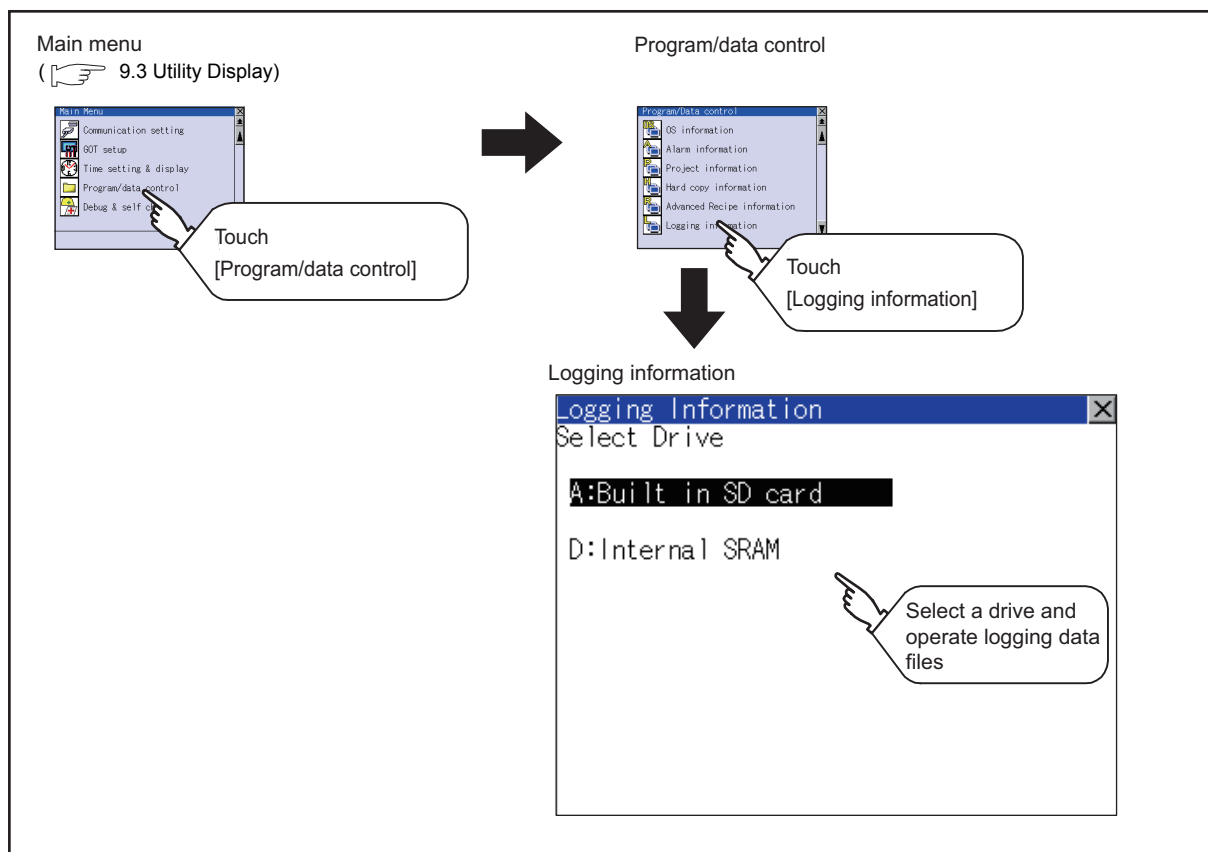 Main menu
( 9.3 Utility Display)
Main Menu
Communication setting
GOT setup
Time setting & display
Program/data control
Debug & self
Touch
[Program/data control]
Program/data control
Program/Data control
OS information
Alarm information
Project information
Hard copy information
Advanced Recipe information
Logging information
Touch
[Logging information]
Logging information
Logging Information
Select Drive
A:Built in SD card
D:Internal SRAM
Select a drive and
operate logging data
files